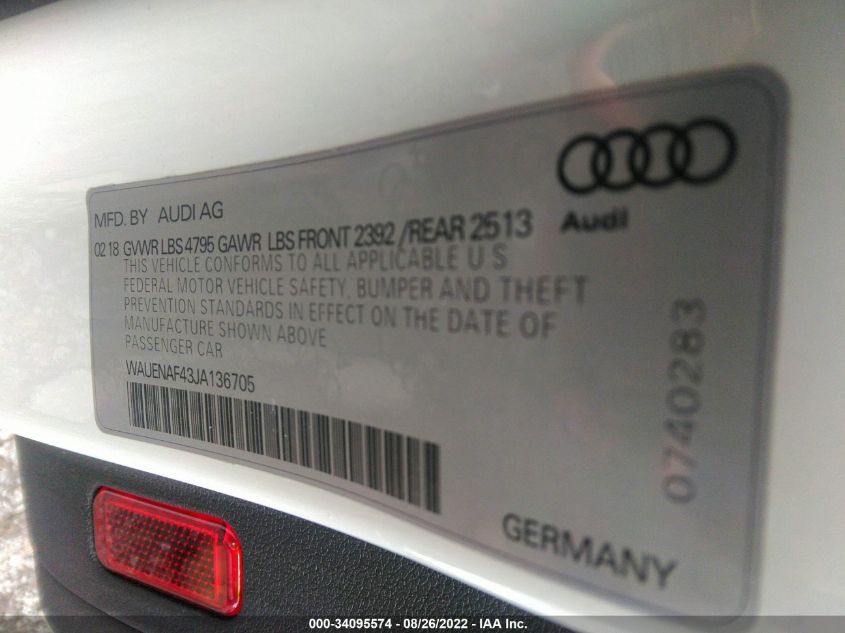 Audi
MFD. BY AUDI AG
02 18 GVWR LBS 4795 GAWR LBS FRONT 2392 / REAR 2513
THIS VEHICLE CONFORMS TO ALL APPLICABLE U S
FEDERAL MOTOR VEHICLE SAFETY, BUMPER AND THEFT
PREVENTION STANDARDS IN EFFECT ON THE DATE OF
MANUFACTURE SHOWN ABOVE
PASSENGER CAR
WAUENAF43JA136705
0740283
GERMANY
000-34095574 / 08/26/2022 - IAA Inc.